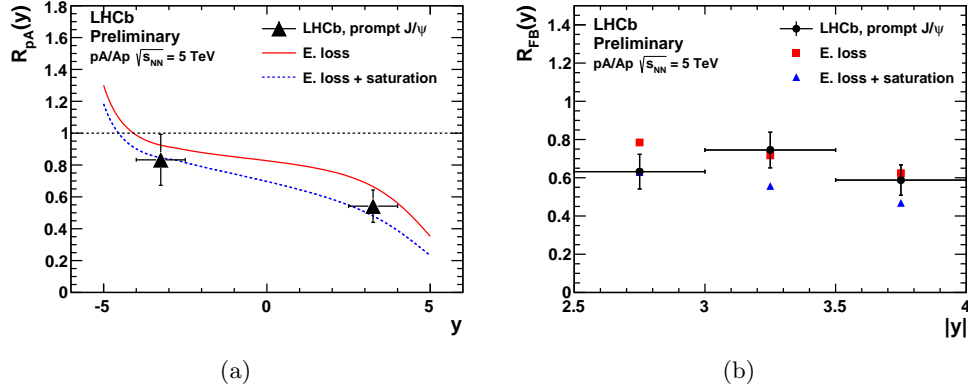 R_pA(y)
LHCb
Preliminary
pA/Ap √s_NN = 5 TeV
LHCb, prompt J/ψ
E. loss
E. loss + saturation
1.8
1.6
1.4
1.2
1
0.8
0.6
0.4
0.2
0
-5
0
5
y
(a)
R_FB(y)
LHCb
Preliminary
pA/Ap √s_NN = 5 TeV
LHCb, prompt J/ψ
E. loss
E. loss + saturation
1.4
1.2
1
0.8
0.6
0.4
0.2
0
2.5
3
3.5
4
|y|
(b)